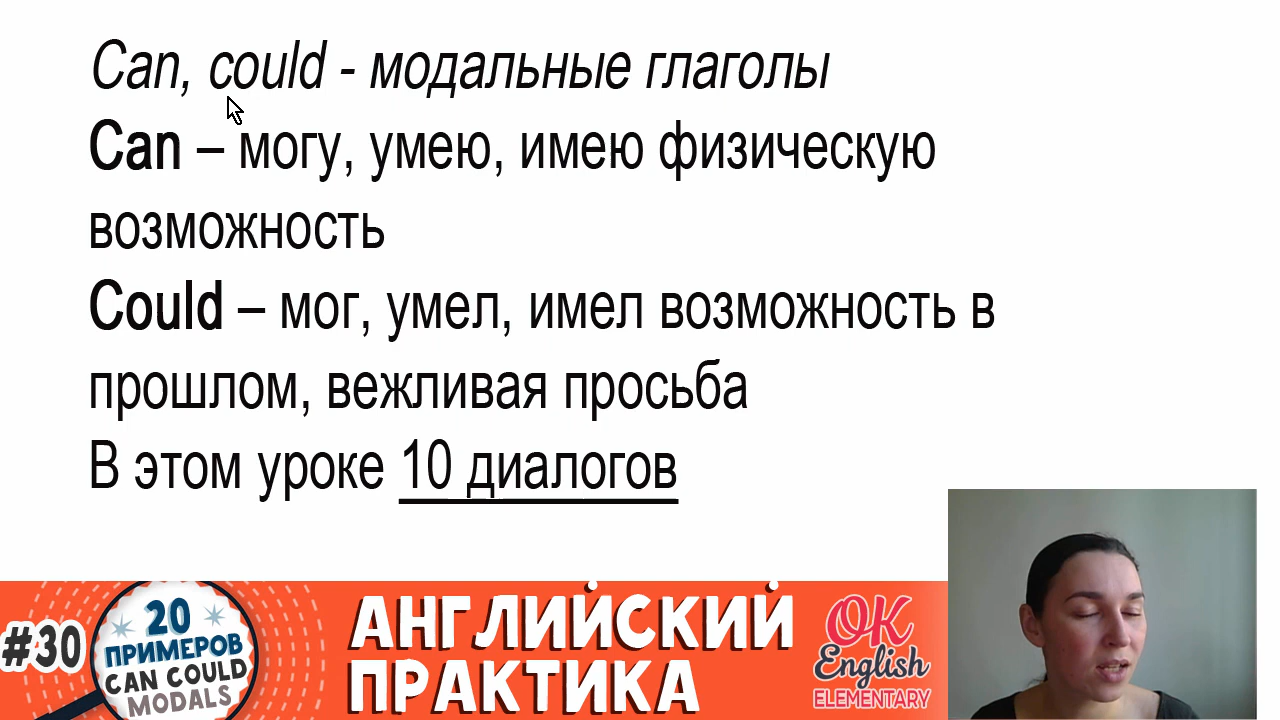 Can, could - модальные глаголы
Can – могу, умею, имею физическую
возможность
Could – мог, умел, имел возможность в
прошлом, вежливая просьба
В этом уроке 10 диалогов
#30
20
ПРИМЕРОВ
CAN COULD
MODALS
АНГЛИЙСКИЙ
ПРАКТИКА
OK
English
ELEMENTARY